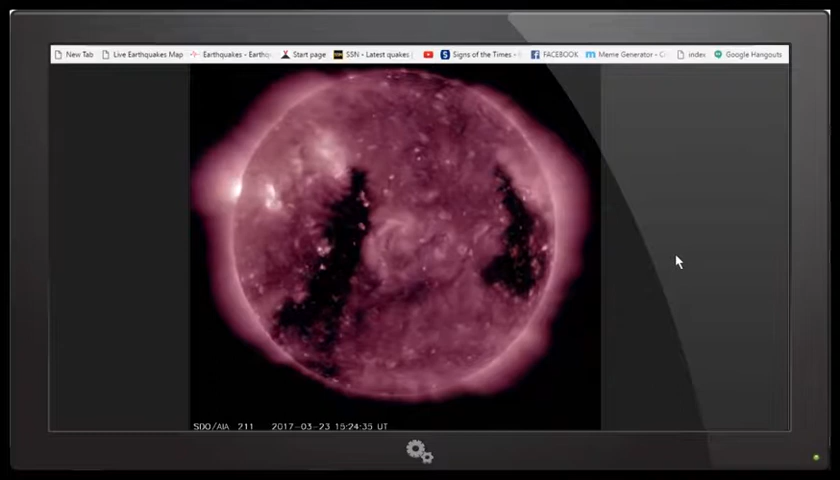 New Tab Live Earthquakes Map Earthquakes - Earthq Start page SSN - Latest quakes | Signs of the Times - FACEBOOK Meme Generator - C index Google Hangouts
SDO/AIA 211 2017-03-23 15:24:35 UT